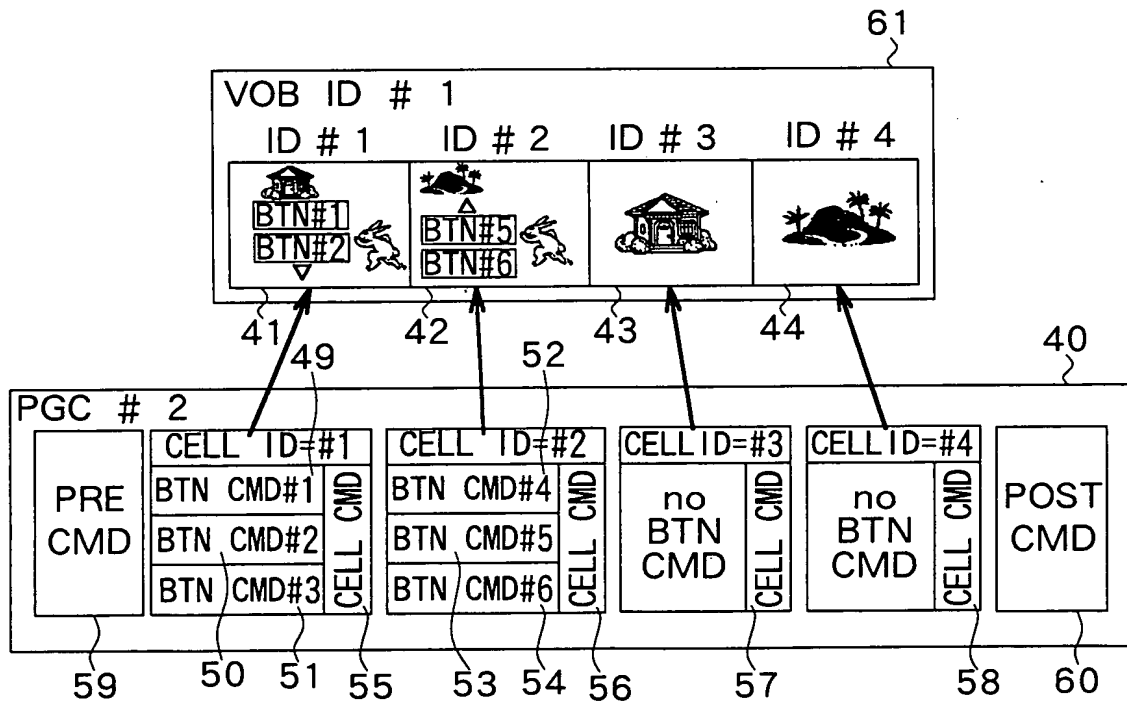 61
VOB ID # 1
ID # 1 ID # 2 ID # 3 ID # 4
BTN#1
BTN#2
BTN#5
BTN#6
41 42 43 44
49 52 40
PGC # 2
PRE CMD
CELL ID=#1
BTN CMD#1
BTN CMD#2
BTN CMD#3
CELL CMD
CELL ID=#2
BTN CMD#4
BTN CMD#5
BTN CMD#6
CELL CMD
CELLID=#3
no
BTN
CMD
CELL CMD
CELLID=#4
no
BTN
CMD
CELL CMD
POST
CMD
59 50 51 55 53 54 56 57 58 60